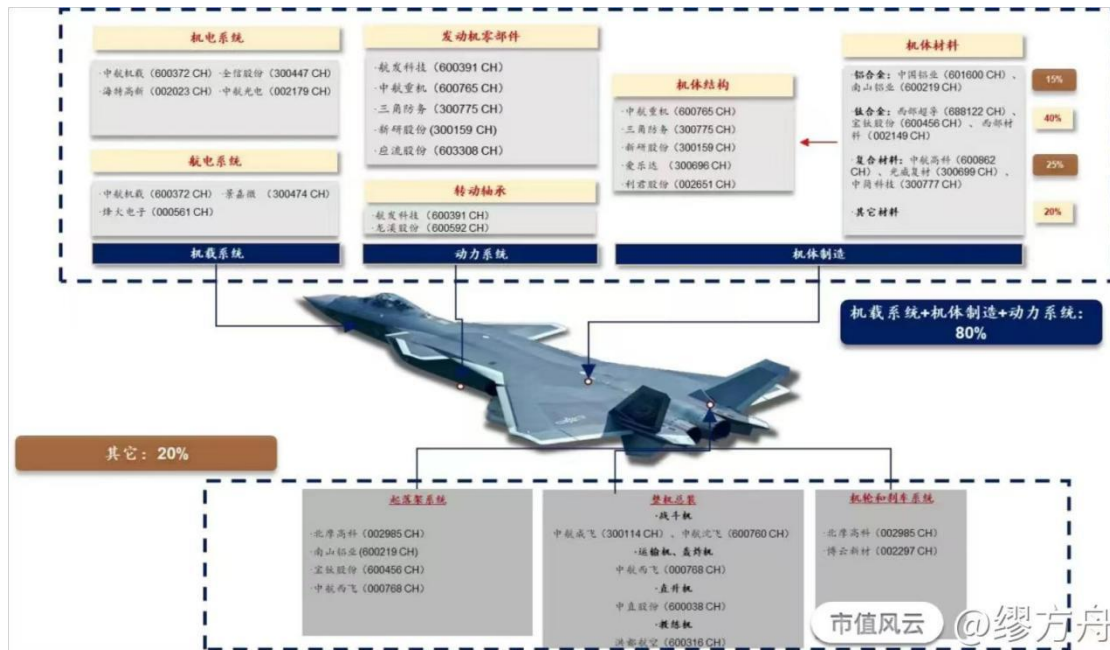 机电系统
·中航机载（600372 CH）·全信股份（300447 CH）
·海特高新（002023 CH）·中航光电（002179 CH）
航电系统
·中航机载（600372 CH）·景嘉微（300474 CH）
·烽火电子（000561 CH）
机载系统
发动机零部件
·航发科技（600391 CH）
·中航重机（600765 CH）
·三角防务（300775 CH）
·新研股份(300159 CH)
·应流股份（603308 CH）
转动轴承
·航发科技（600391 CH）
·龙溪股份（600592 CH）
动力系统
机体结构
·中航重机（600765 CH）
·三角防务（300775 CH）
·新研股份（300159 CH）
·爱乐达（300696 CH）
·利君股份（002651 CH）
机体材料
·铝合金：中国铝业（601600 CH）、
南山铝业（600219 CH）
15%
·钛合金：西部超导（688122 CH）、
宝钛股份（600456 CH）、西部材
料（002149 CH）
40%
·复合材料：中航高科（600862
CH）、光威复材（300699 CH）、
中简科技（300777 CH）
25%
·其它材料
20%
机体制造
机载系统+机体制造+动力系统：
80%
其它：20%
起落架系统
·北摩高科（002985 CH）
·南山铝业(600219 CH)
·宝钛股份（600456 CH）
·中航西飞（000768 CH）
整机总装
·战斗机
中航成飞（300114 CH）、中航沈飞（600760 CH）
·运输机、轰炸机
中航西飞（000768 CH）
·直升机
中直股份（600038 CH）
·教练机
洪都航空（600316 CH）
机轮和刹车系统
·北摩高科（002985 CH）
·博云新材（002297 CH）
市值风云 @缪方舟